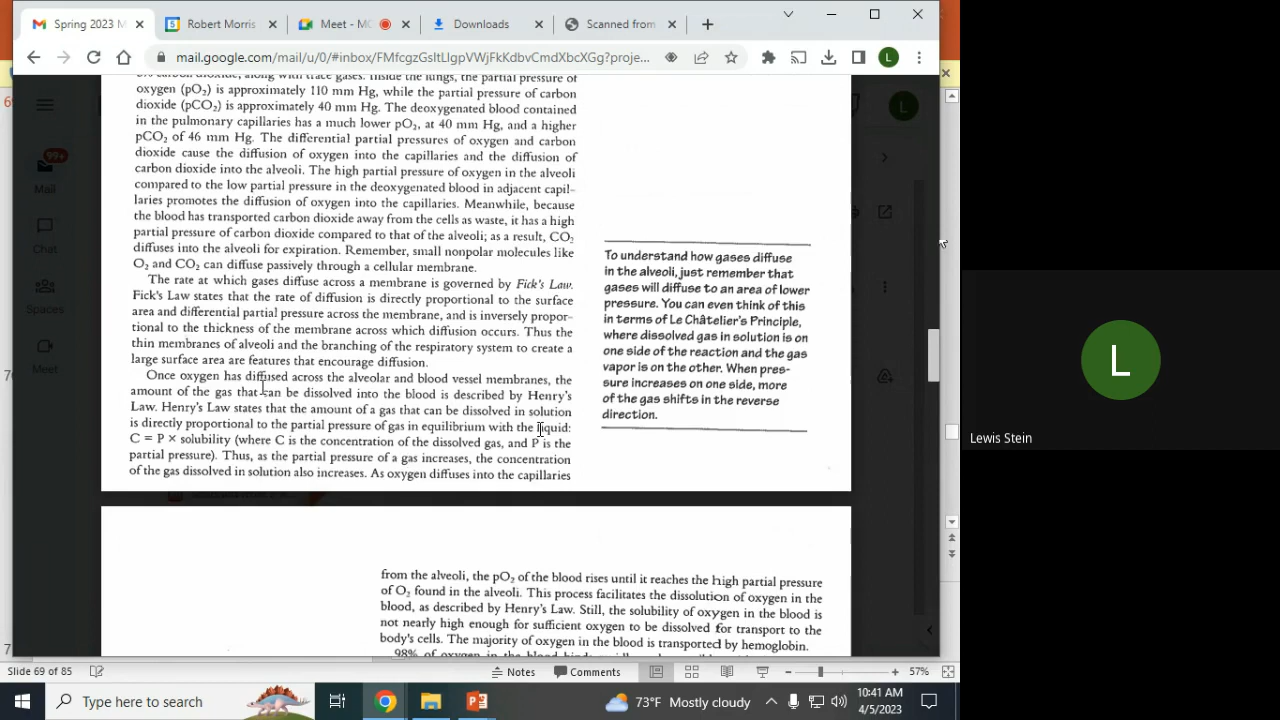 Spring 2023 M
Robert Morris
Meet - MC
Downloads
Scanned from
mail.google.com/mail/u/0/#inbox/FMfcgzGsltLlgpVWjFkKdbvCmdXbcXGg?proje...
L
carbon dioxide, along with trace gases. Inside the lungs, the partial pressure of
oxygen (pO2) is approximately 110 mm Hg, while the partial pressure of carbon
dioxide (pCO2) is approximately 40 mm Hg. The deoxygenated blood contained
in the pulmonary capillaries has a much lower pO2, at 40 mm Hg, and a higher
pCO2 of 46 mm Hg. The differential partial pressures of oxygen and carbon
dioxide cause the diffusion of oxygen into the capillaries and the diffusion of
carbon dioxide into the alveoli. The high partial pressure of oxygen in the alveoli
compared to the low partial pressure in the deoxygenated blood in adjacent capil-
laries promotes the diffusion of oxygen into the capillaries. Meanwhile, because
the blood has transported carbon dioxide away from the cells as waste, it has a high
partial pressure of carbon dioxide compared to that of the alveoli; as a result, CO2
diffuses into the alveoli for expiration. Remember, small nonpolar molecules like
O2 and CO2 can diffuse passively through a cellular membrane.
The rate at which gases diffuse across a membrane is governed by Fick's Law.
Fick's Law states that the rate of diffusion is directly proportional to the surface
area and differential partial pressure across the membrane, and is inversely propor-
tional to the thickness of the membrane across which diffusion occurs. Thus the
thin membranes of alveoli and the branching of the respiratory system to create a
large surface area are features that encourage diffusion.
Once oxygen has diffused across the alveolar and blood vessel membranes, the
amount of the gas that can be dissolved into the blood is described by Henry's
Law. Henry's Law states that the amount of a gas that can be dissolved in solution
is directly proportional to the partial pressure of gas in equilibrium with the liquid:
C = P × solubility (where C is the concentration of the dissolved gas, and P is the
partial pressure). Thus, as the partial pressure of a gas increases, the concentration
of the gas dissolved in solution also increases. As oxygen diffuses into the capillaries
To understand how gases diffuse
in the alveoli, just remember that
gases will diffuse to an area of lower
pressure. You can even think of this
in terms of Le Châtelier's Principle,
where dissolved gas in solution is on
one side of the reaction and the gas
vapor is on the other. When pres-
sure increases on one side, more
of the gas shifts in the reverse
direction.
from the alveoli, the pO2 of the blood rises until it reaches the high partial pressure
of O2 found in the alveoli. This process facilitates the dissolution of oxygen in the
blood, as described by Henry's Law. Still, the solubility of oxygen in the blood is
not nearly high enough for sufficient oxygen to be dissolved for transport to the
body's cells. The majority of oxygen in the blood is transported by hemoglobin.
98% of oxygen in the blood binds
99+
Mail
Chat
Spaces
Meet
L
L
Lewis Stein
Slide 69 of 85
Notes
Comments
57%
Type here to search
73°F Mostly cloudy
10:41 AM
4/5/2023